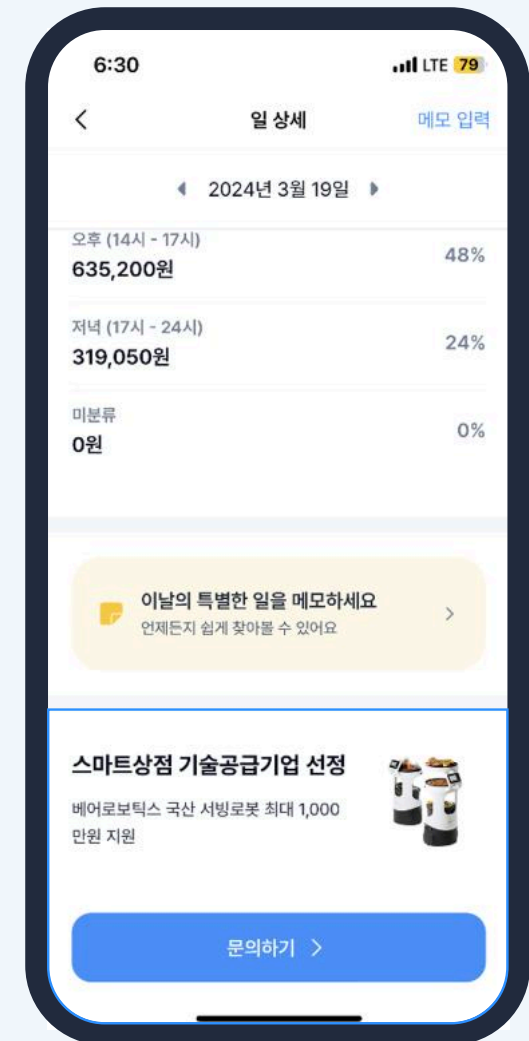 6:30
LTE 79
일 상세
메모 입력
2024년 3월 19일
오후 (14시 - 17시)
635,200원
48%
저녁 (17시 - 24시)
319,050원
24%
미분류
0원
0%
이날의 특별한 일을 메모하세요
언제든지 쉽게 찾아볼 수 있어요
스마트상점 기술공급기업 선정
베어로보틱스 국산 서빙로봇 최대 1,000
만원 지원
문의하기